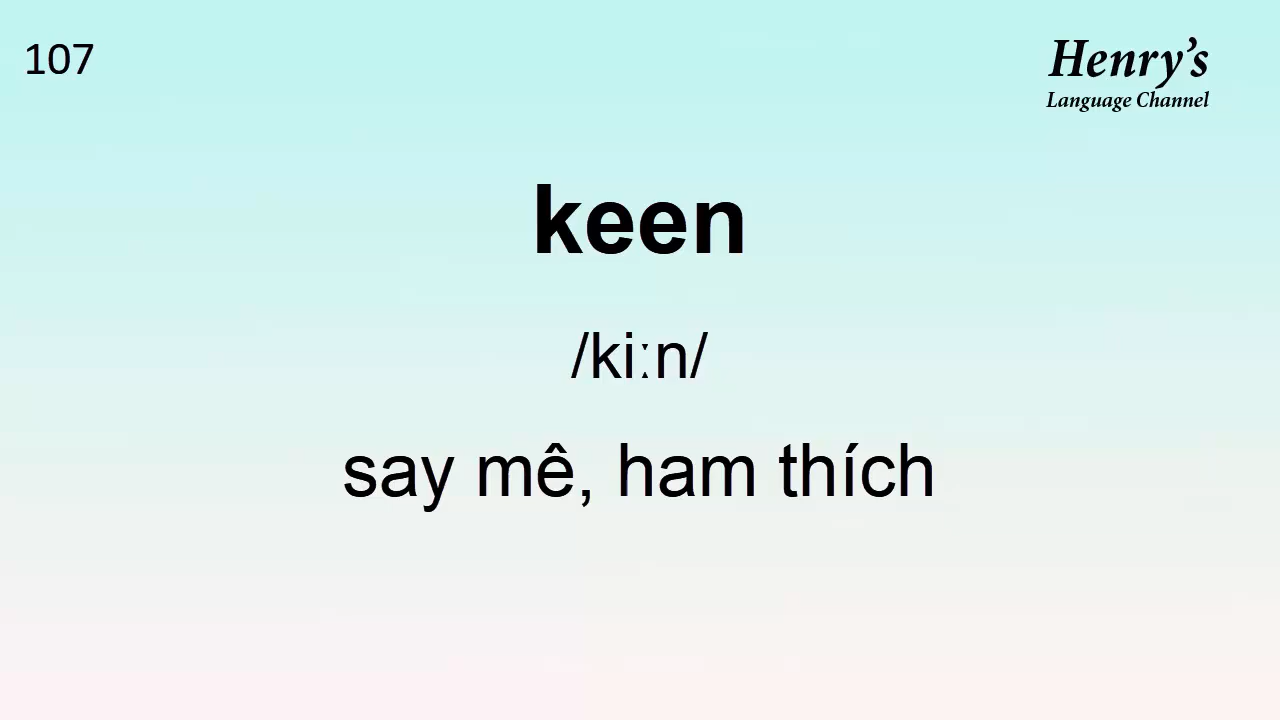 107
Henry's
Language Channel
keen
/kiːn/
say mê, ham thích